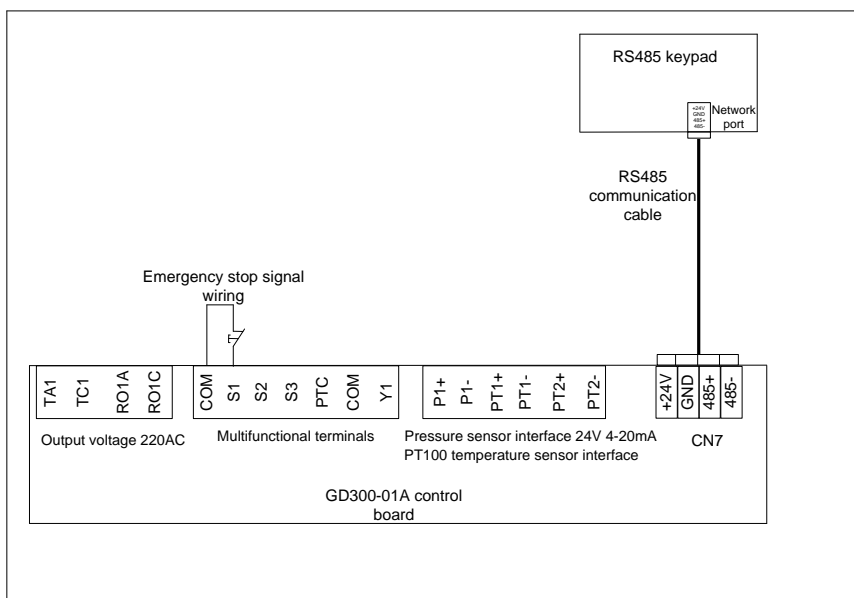 RS485 keypad
+24V
GND
485+
485-
Network
port
RS485
communication
cable
Emergency stop signal
wiring
TA1
TC1
RO1A
RO1C
COM
S1
S2
S3
PTC
COM
Y1
P1+
P1-
PT1+
PT1-
PT2+
PT2-
+24V
GND
485+
485-
Output voltage 220AC
Multifunctional terminals
Pressure sensor interface 24V 4-20mA
PT100 temperature sensor interface
CN7
GD300-01A control
board